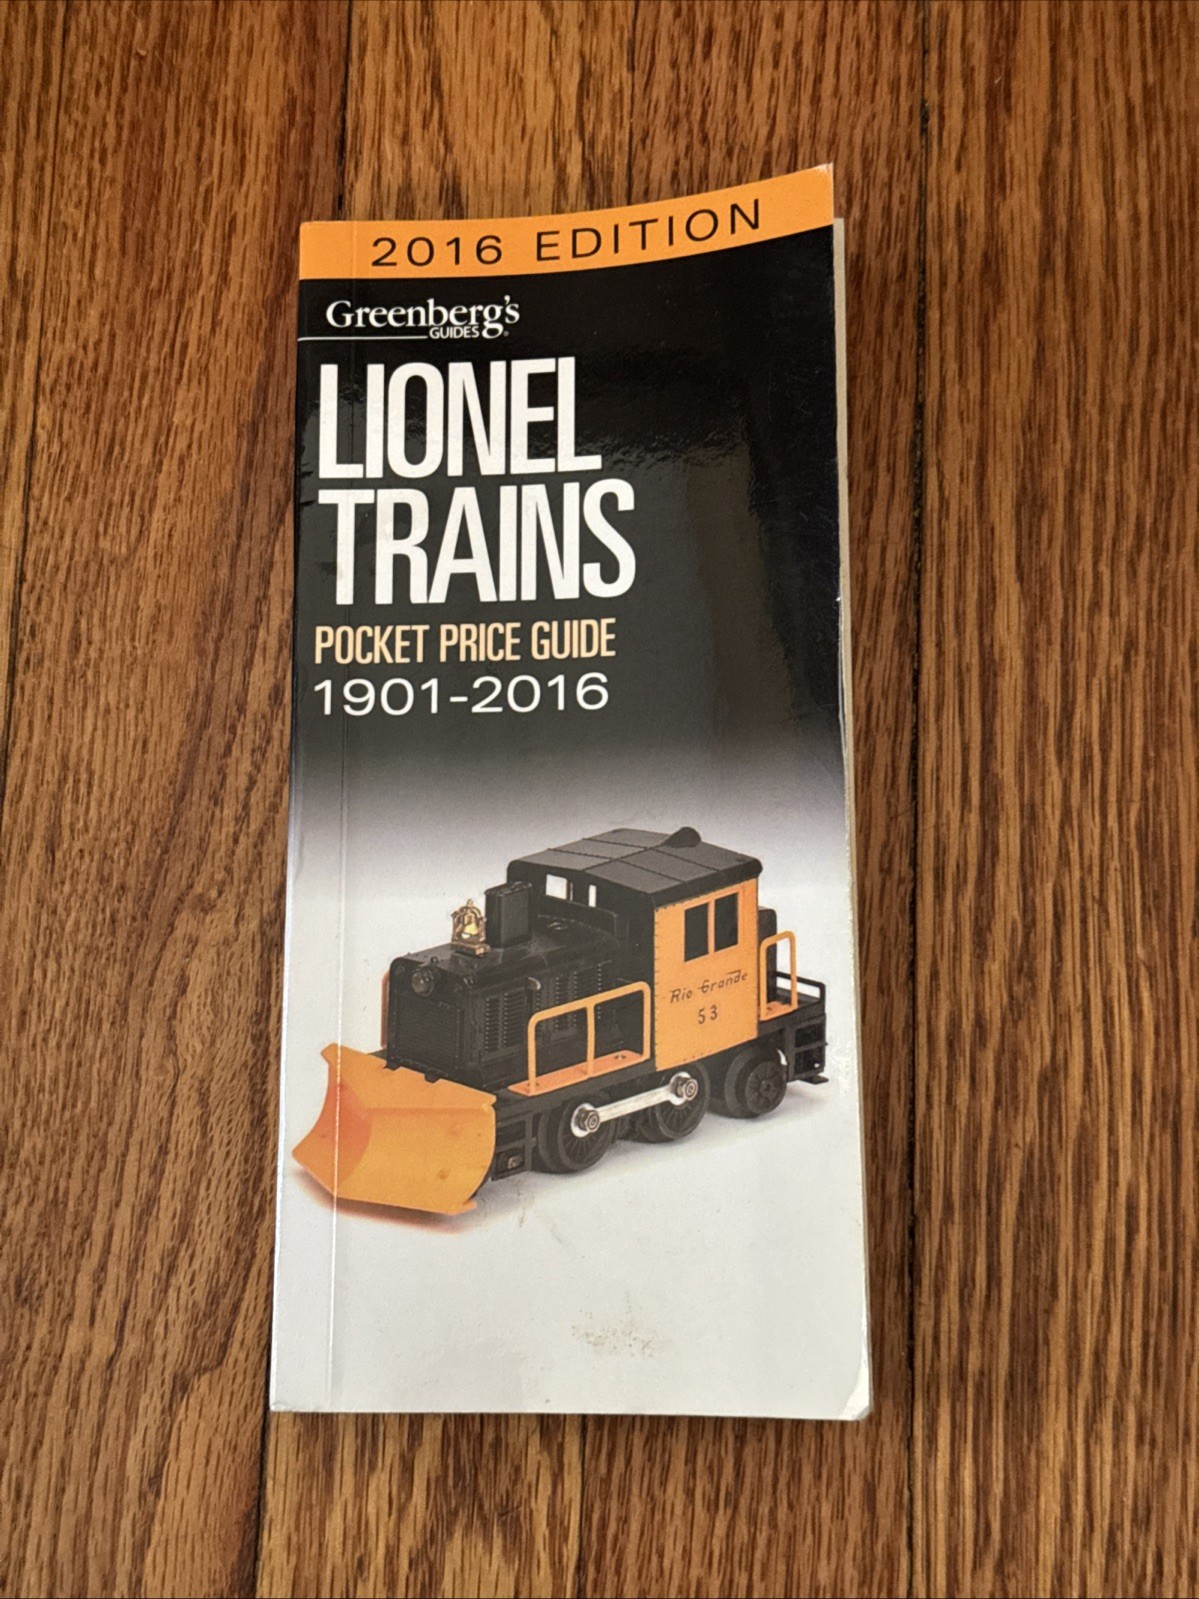 2016 EDITION
Greenberg's
GUIDES®
LIONEL
TRAINS
POCKET PRICE GUIDE
1901-2016
Rio Grande
53